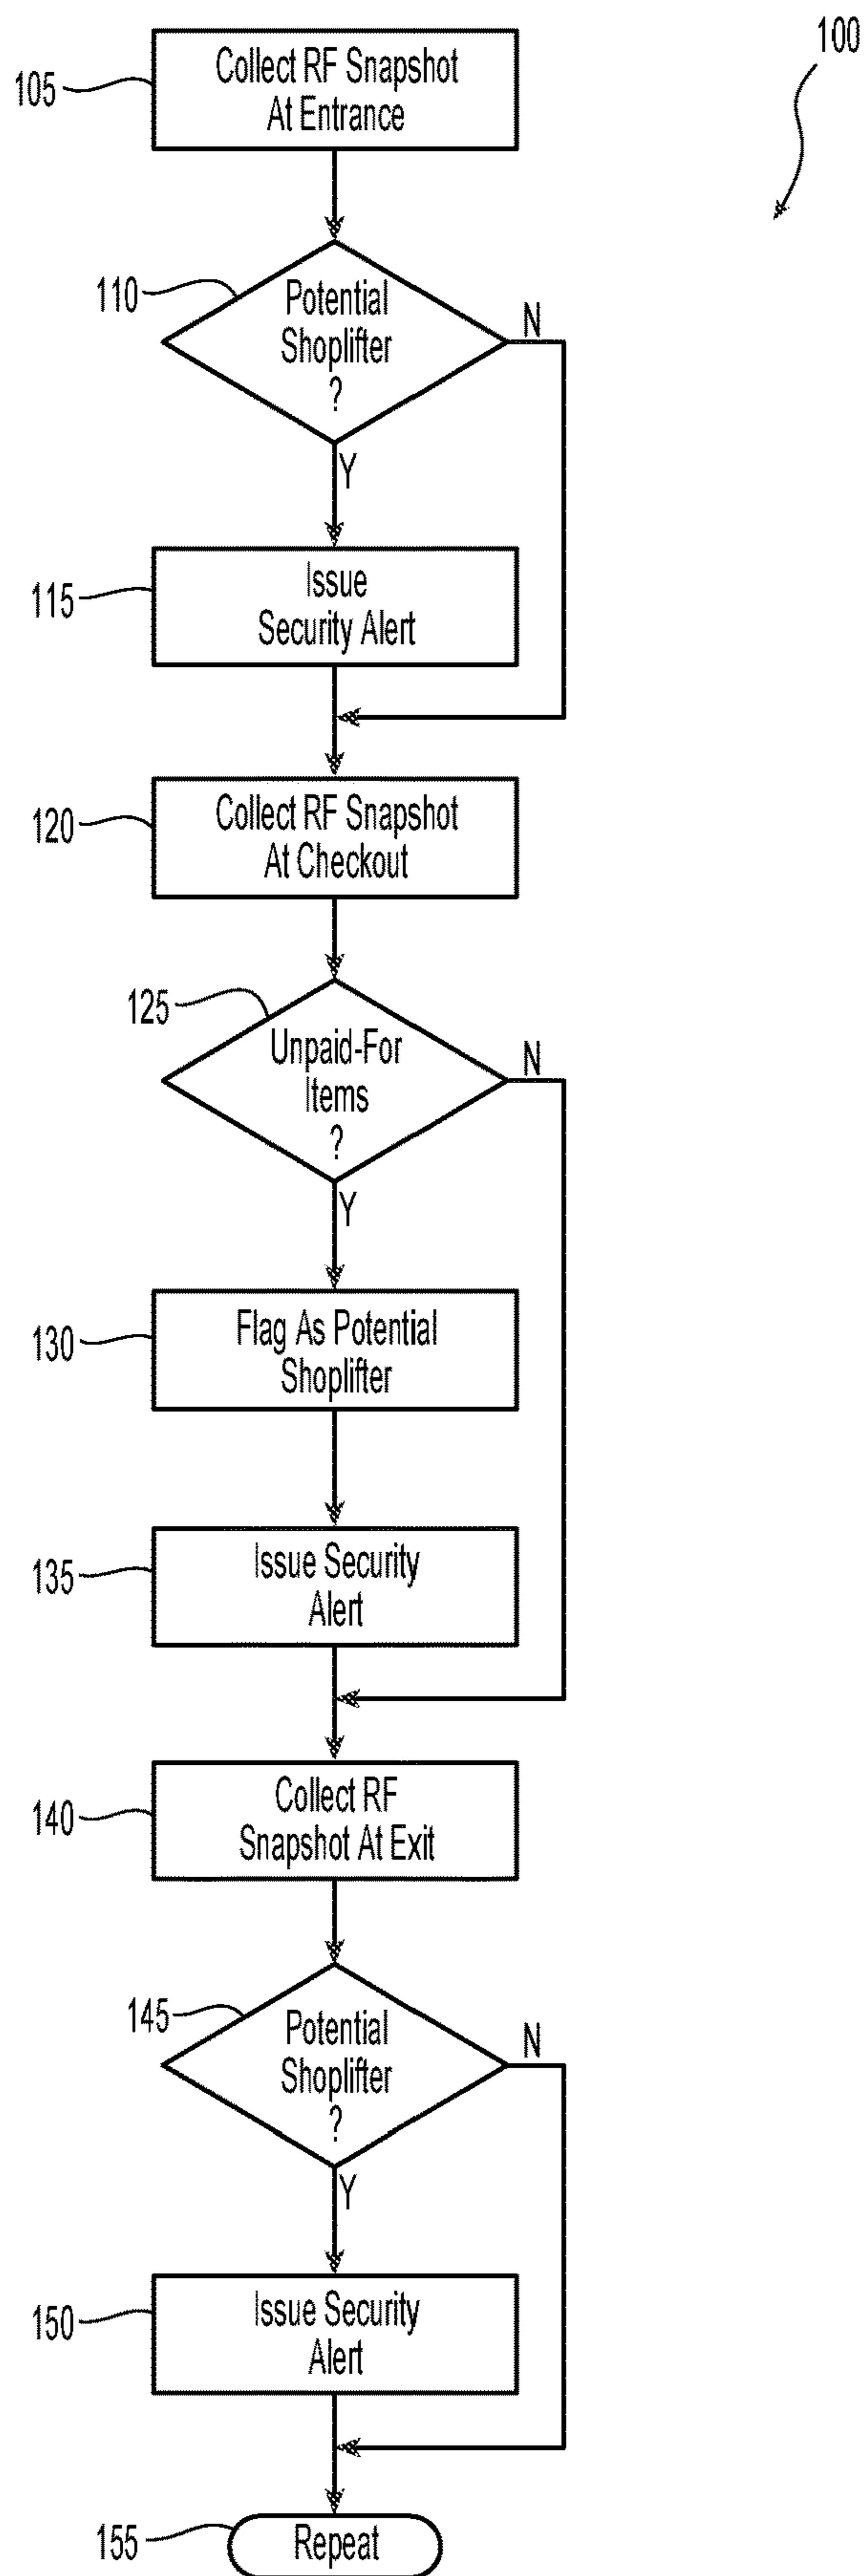 100
105
Collect RF Snapshot
At Entrance
110
Potential
Shoplifter
?
N
Y
115
Issue
Security Alert
120
Collect RF Snapshot
At Checkout
125
Unpaid-For
Items
?
N
Y
130
Flag As Potential
Shoplifter
135
Issue Security
Alert
140
Collect RF
Snapshot At Exit
145
Potential
Shoplifter
?
N
Y
150
Issue Security
Alert
155
Repeat